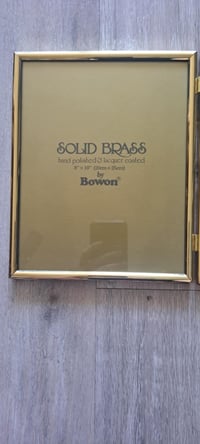 SOLID BRASS
hand polished & lacquer coated
8" x 10" (20cm x 25cm)
by
Bowon®